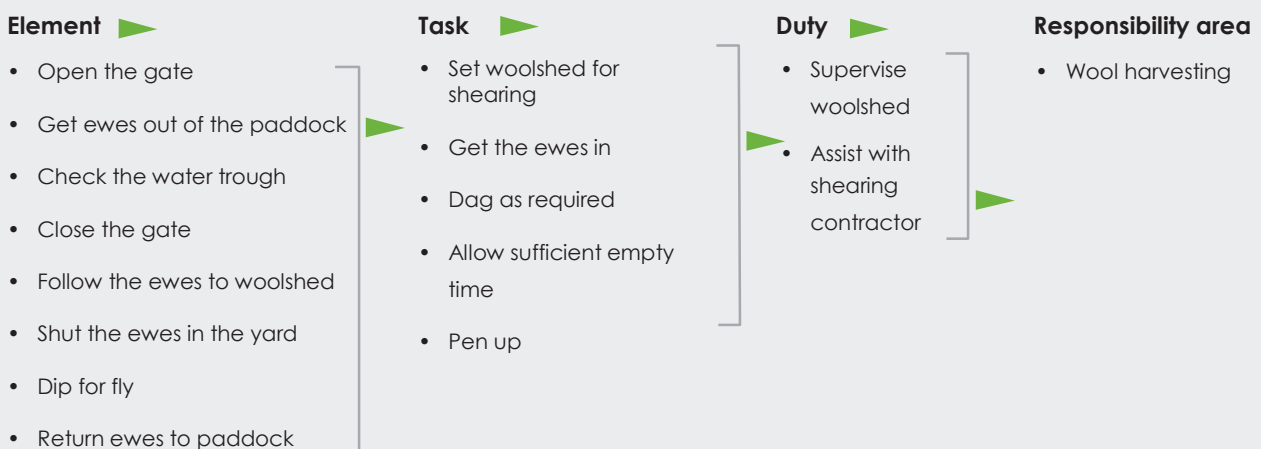 Element
• Open the gate
• Get ewes out of the paddock
• Check the water trough
• Close the gate
• Follow the ewes to woolshed
• Shut the ewes in the yard
• Dip for fly
• Return ewes to paddock
Task
• Set woolshed for
shearing
• Get the ewes in
• Dag as required
• Allow sufficient empty
time
• Pen up
Duty
• Supervise
woolshed
• Assist with
shearing
contractor
Responsibility area
• Wool harvesting